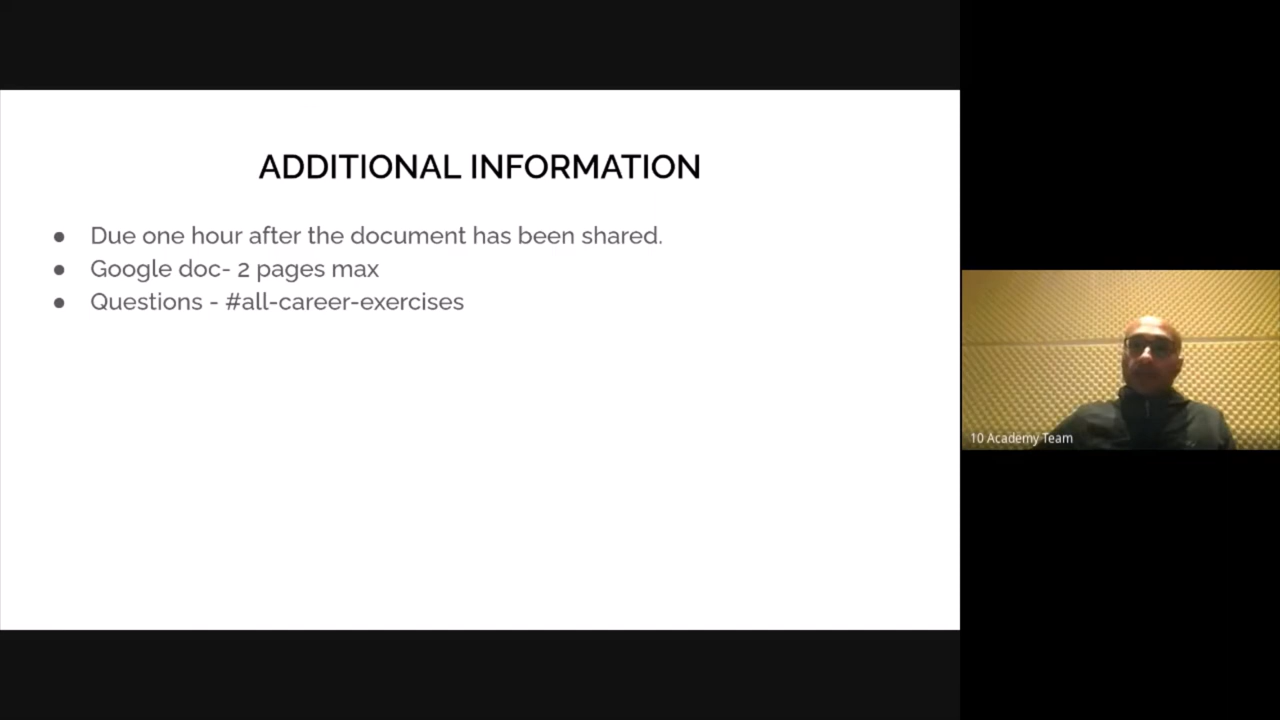 ADDITIONAL INFORMATION
● Due one hour after the document has been shared.
● Google doc- 2 pages max
● Questions - #all-career-exercises
10 Academy Team